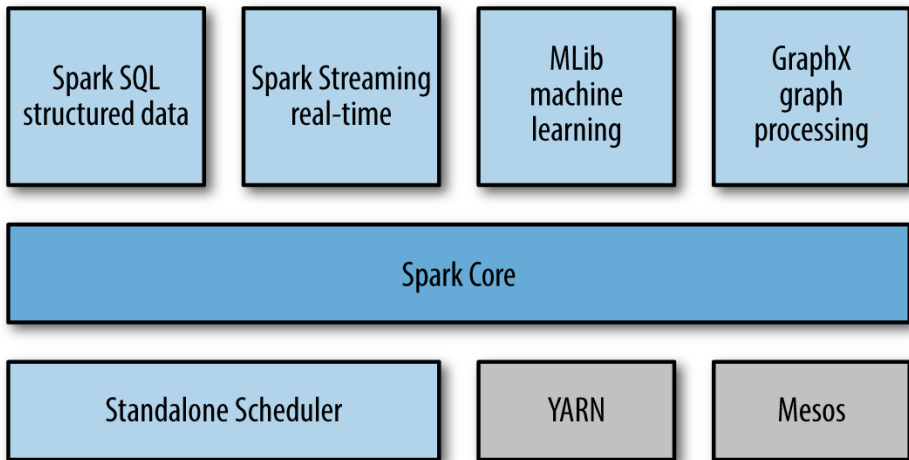 Spark SQL
structured data
Spark Streaming
real-time
MLib
machine
learning
GraphX
graph
processing
Spark Core
Standalone Scheduler
YARN
Mesos